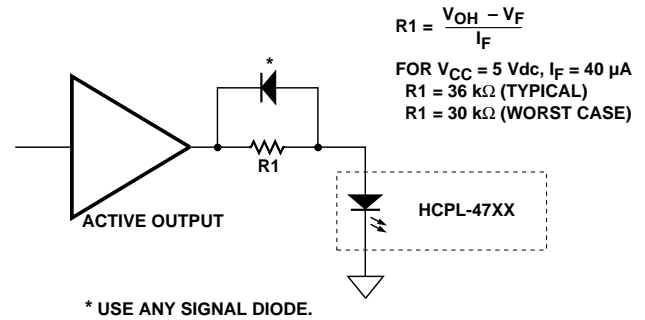 R1 = (V_OH – V_F) / I_F
FOR V_CC = 5 Vdc, I_F = 40 µA
R1 = 36 kΩ (TYPICAL)
R1 = 30 kΩ (WORST CASE)
*
R1
ACTIVE OUTPUT
HCPL-47XX
* USE ANY SIGNAL DIODE.